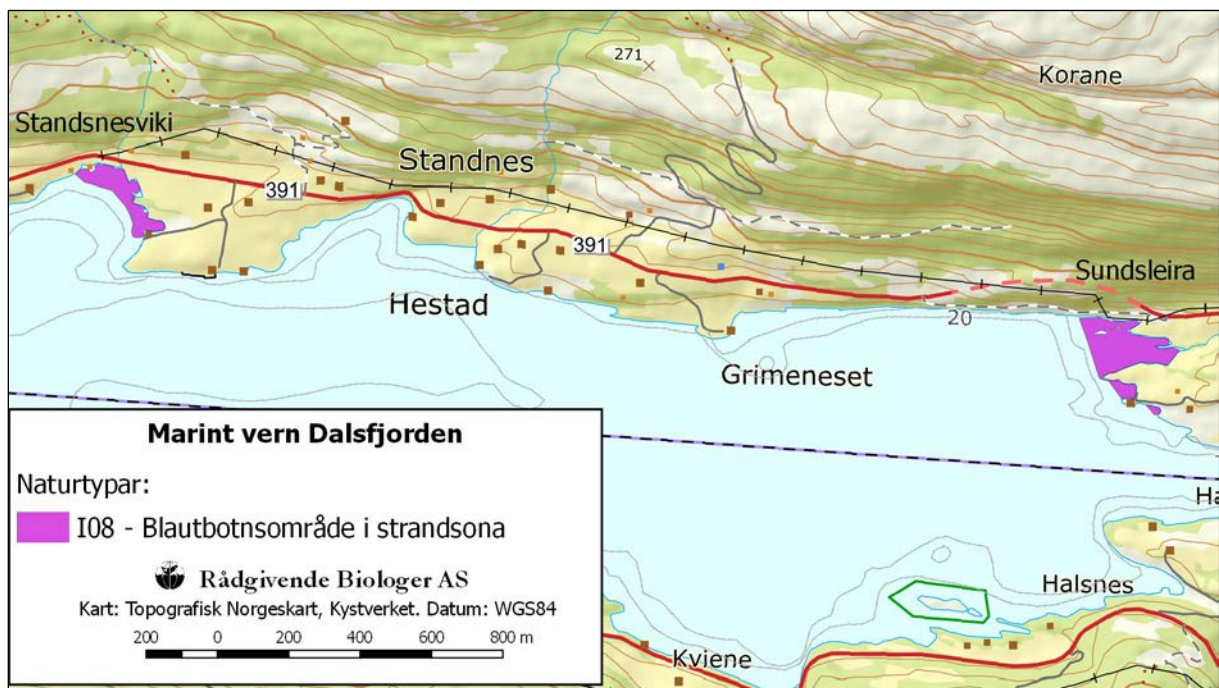 271
Korane
Standsnesviki
Standnes
391
391
Sundsleira
Hestad
20
Grimeneset
Marint vern Dalsfjorden
Naturtypar:
I08 - Blautbotnsområde i strandsona
Rådgivende Biologer AS
Kart: Topografisk Norgeskart, Kystverket. Datum: WGS84
200 0 200 400 600 800 m
Ha
Halsnes
Kviene